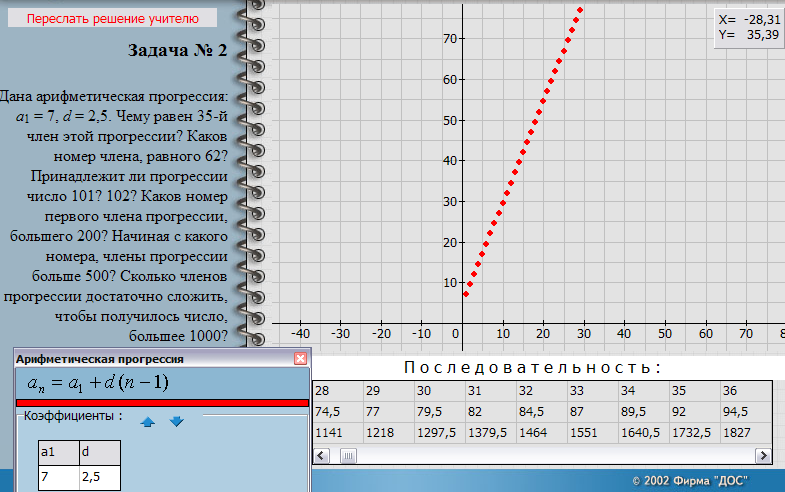 Переслать решение учителю
Задача № 2
Дана арифметическая прогрессия:
a1 = 7, d = 2,5. Чему равен 35-й
член этой прогрессии? Каков
номер члена, равного 62?
Принадлежит ли прогрессии
число 101? 102? Каков номер
первого члена прогрессии,
большего 200? Начиная с какого
номера, члены прогрессии
больше 500? Сколько членов
прогрессии достаточно сложить,
чтобы получилось число,
большее 1000?
X= -28,31
Y= 35,39
70
60
50
40
30
20
10
-40 -30 -20 -10 0 10 20 30 40 50 60 70 8
Арифметическая прогрессия
an = a1 + d (n − 1)
Коэффициенты :
a1 d
7 2,5
Последовательность:
28 29 30 31 32 33 34 35 36
74,5 77 79,5 82 84,5 87 89,5 92 94,5
1141 1218 1297,5 1379,5 1464 1551 1640,5 1732,5 1827
© 2002 Фирма "ДОС"